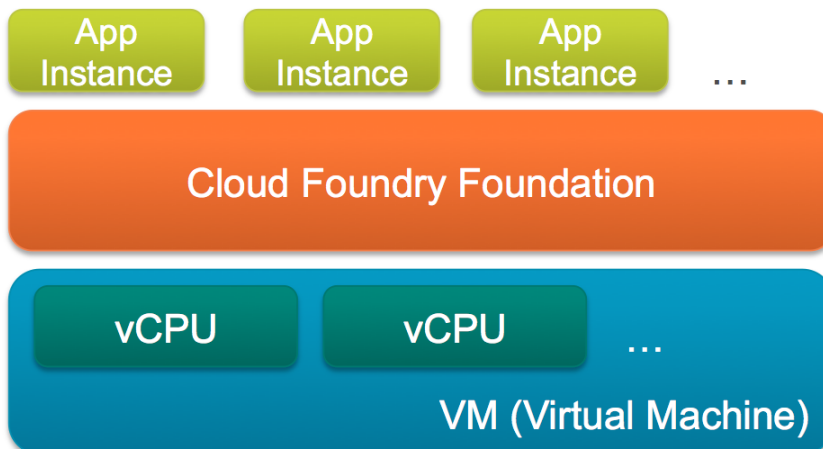 App
Instance
App
Instance
App
Instance
...
Cloud Foundry Foundation
vCPU
vCPU
...
VM (Virtual Machine)